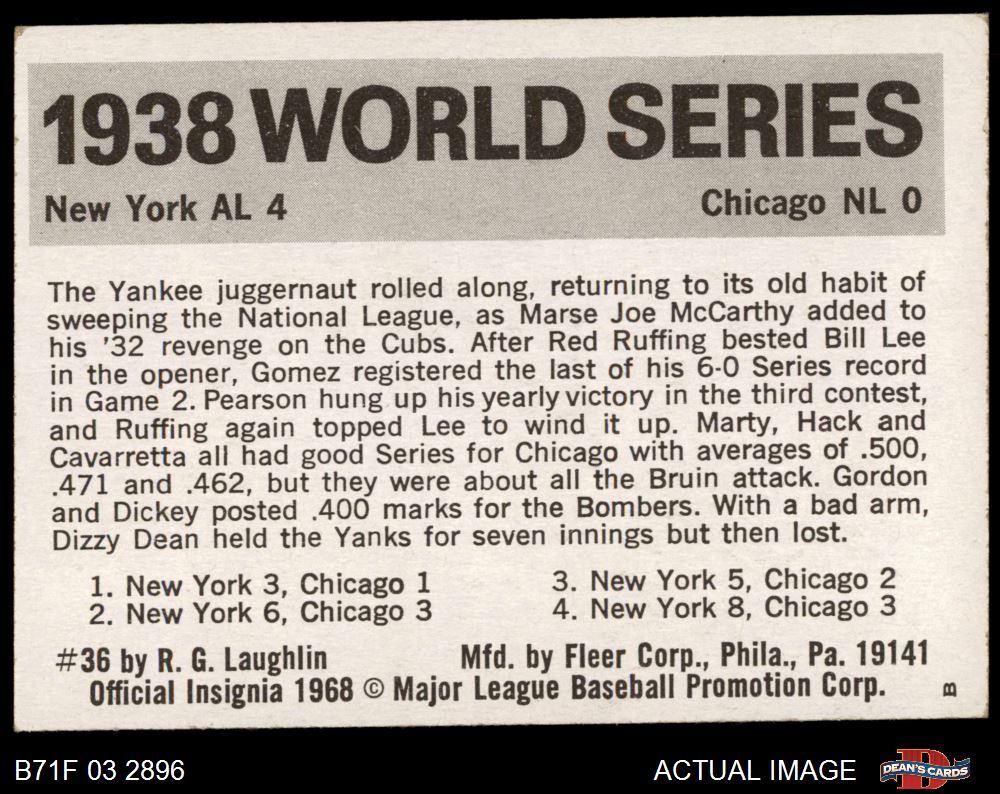 1938 WORLD SERIES
New York AL 4 Chicago NL 0
The Yankee juggernaut rolled along, returning to its old habit of
sweeping the National League, as Marse Joe McCarthy added to
his '32 revenge on the Cubs. After Red Ruffing bested Bill Lee
in the opener, Gomez registered the last of his 6-0 Series record
in Game 2. Pearson hung up his yearly victory in the third contest,
and Ruffing again topped Lee to wind it up. Marty, Hack and
Cavarretta all had good Series for Chicago with averages of .500,
.471 and .462, but they were about all the Bruin attack. Gordon
and Dickey posted .400 marks for the Bombers. With a bad arm,
Dizzy Dean held the Yanks for seven innings but then lost.
1. New York 3, Chicago 1 3. New York 5, Chicago 2
2. New York 6, Chicago 3 4. New York 8, Chicago 3
#36 by R. G. Laughlin Mfd. by Fleer Corp., Phila., Pa. 19141
Official Insignia 1968 © Major League Baseball Promotion Corp. B
B71F 03 2896 ACTUAL IMAGE D DEAN'S CARDS